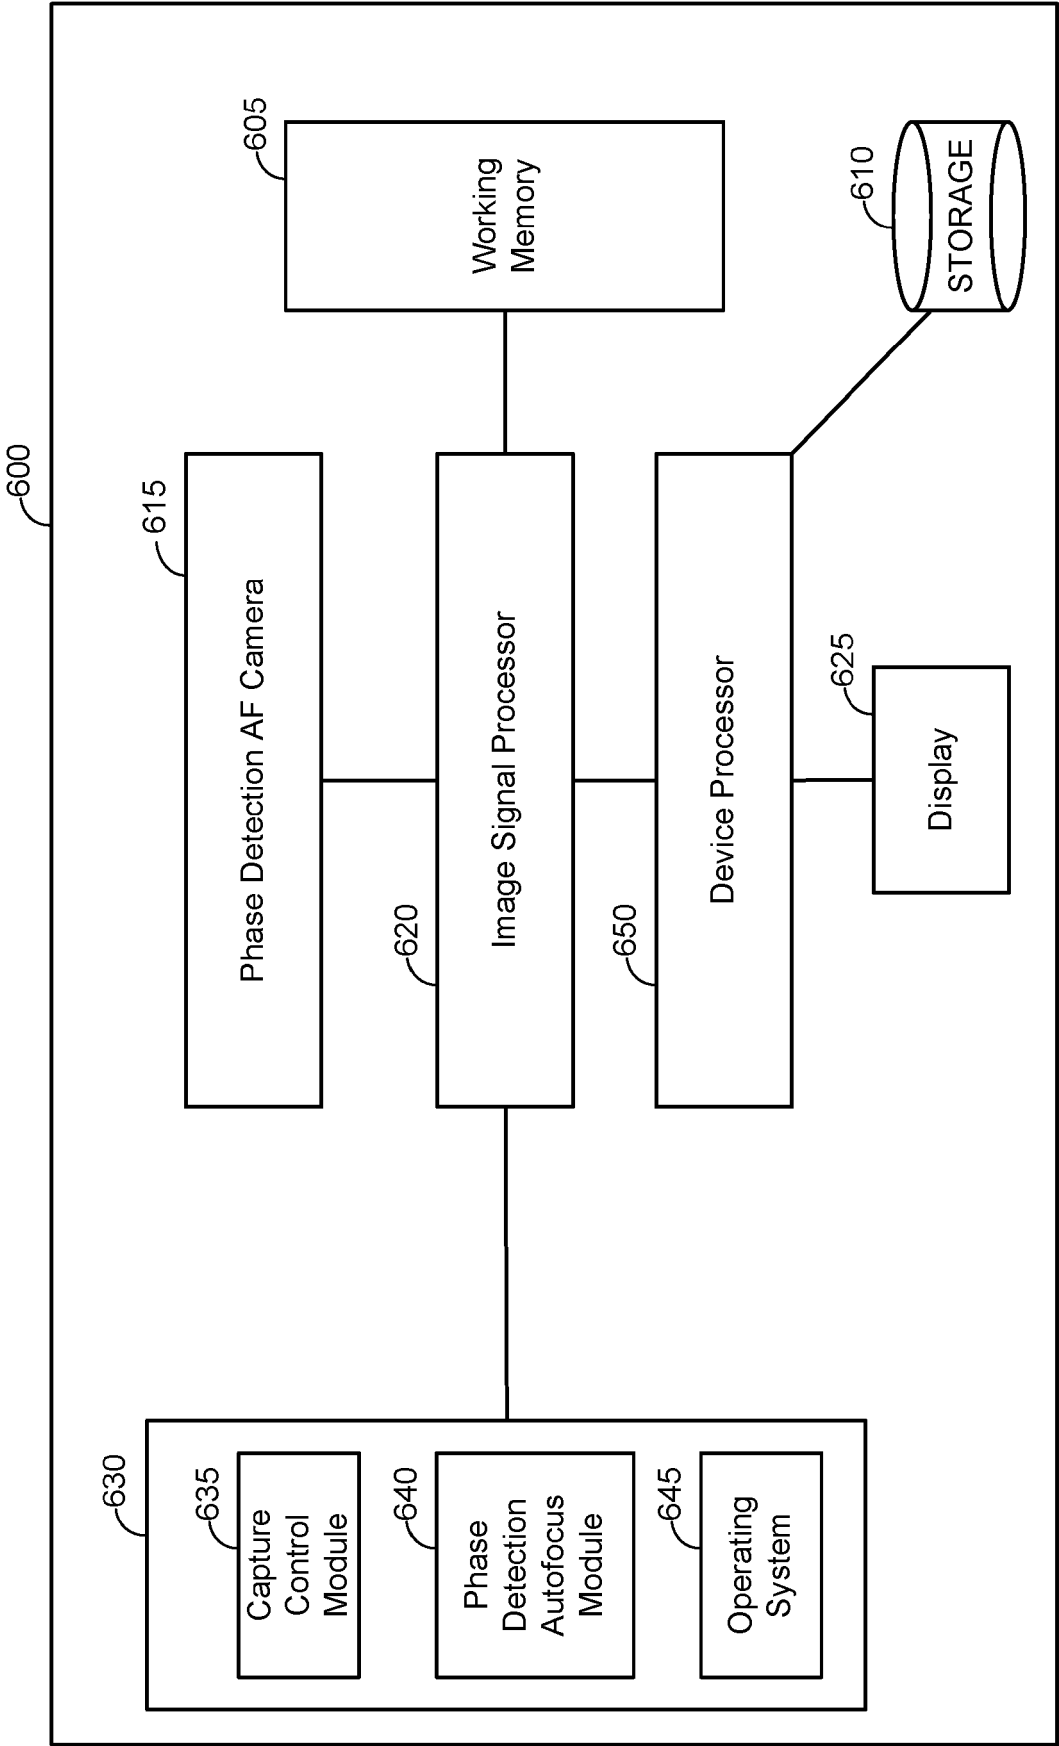 600
615
Phase Detection AF Camera
605
Working
Memory
620
Image Signal Processor
650
Device Processor
610
STORAGE
625
Display
630
635
Capture
Control
Module
640
Phase
Detection
Autofocus
Module
645
Operating
System